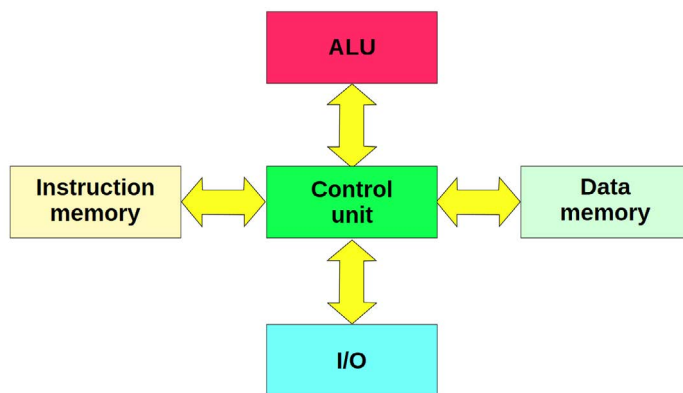 ALU
Instruction
memory
Control
unit
Data
memory
I/O